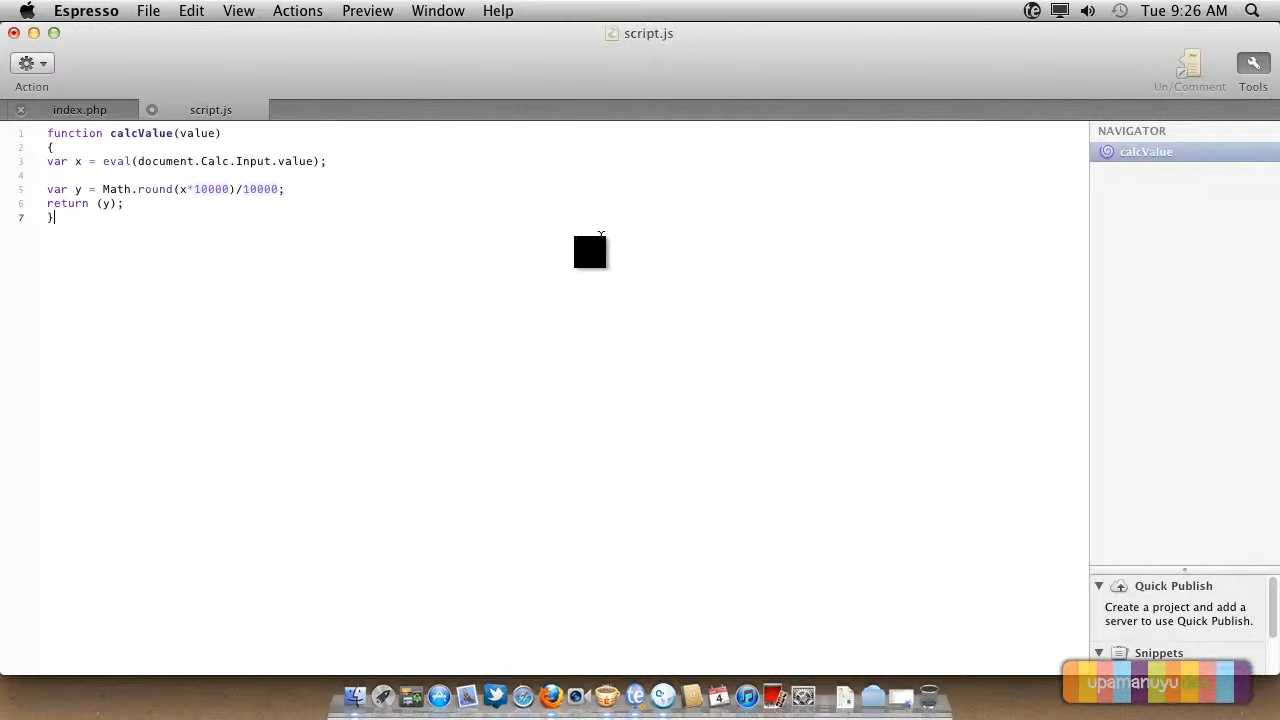 Espresso File Edit View Actions Preview Window Help Tue 9:26 AM
script.js
Action Un/Comment Tools
index.php script.js
NAVIGATOR
calcValue
1 function calcValue(value)
2 {
3 var x = eval(document.Calc.Input.value);
4
5 var y = Math.round(x*10000)/10000;
6 return (y);
7 }
Quick Publish
Create a project and add a
server to use Quick Publish.
Snippets